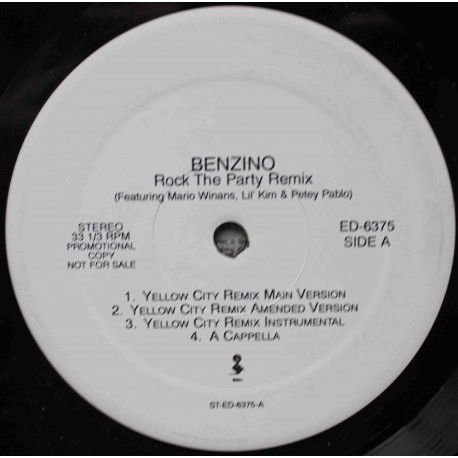 BENZINO
Rock The Party Remix
(Featuring Mario Winans, Lil' Kim & Petey Pablo)
STEREO
33 1/3 RPM
PROMOTIONAL
COPY
NOT FOR SALE
ED-6375
SIDE A
1. YELLOW CITY REMIX MAIN VERSION
2. YELLOW CITY REMIX AMENDED VERSION
3. YELLOW CITY REMIX INSTRUMENTAL
4. A CAPPELLA
ST-ED-6375-A